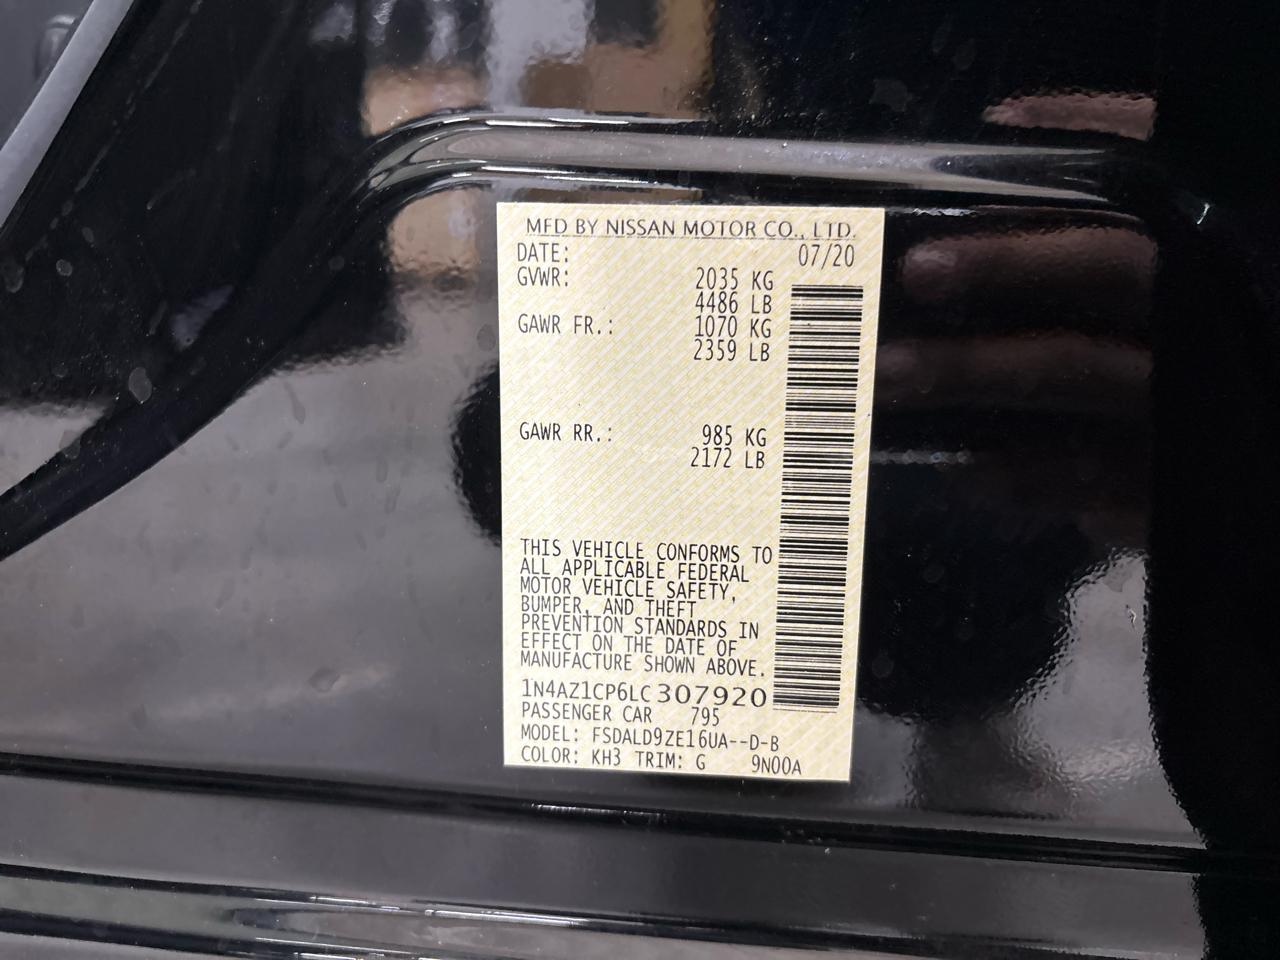 MFD BY NISSAN MOTOR CO., LTD.
DATE: 07/20
GVWR: 2035 KG
4486 LB
GAWR FR.: 1070 KG
2359 LB
GAWR RR.: 985 KG
2172 LB
THIS VEHICLE CONFORMS TO
ALL APPLICABLE FEDERAL
MOTOR VEHICLE SAFETY,
BUMPER, AND THEFT
PREVENTION STANDARDS IN
EFFECT ON THE DATE OF
MANUFACTURE SHOWN ABOVE.
1N4AZ1CP6LC307920
PASSENGER CAR 795
MODEL: FSDALD9ZE16UA--D-B
COLOR: KH3 TRIM: G 9N00A